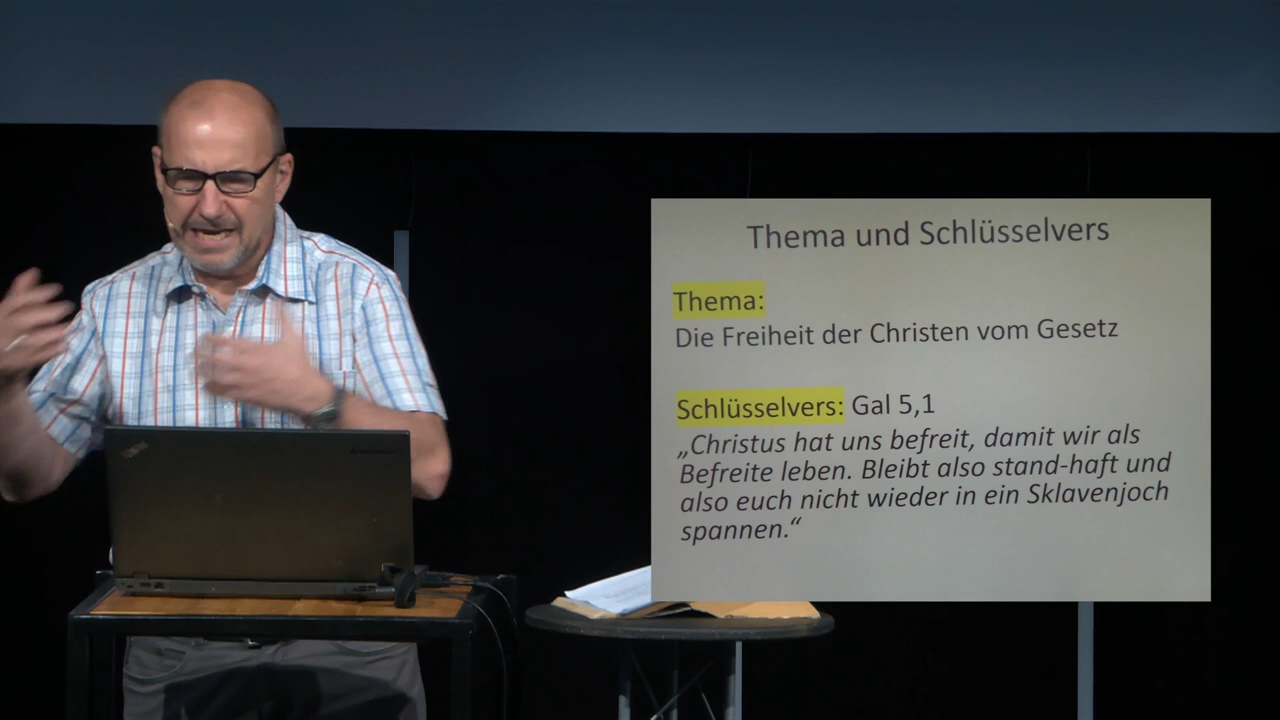 Thema und Schlüsselvers
Thema:
Die Freiheit der Christen vom Gesetz
Schlüsselvers: Gal 5,1
„Christus hat uns befreit, damit wir als
Befreite leben. Bleibt also stand-haft und
also euch nicht wieder in ein Sklavenjoch
spannen.“